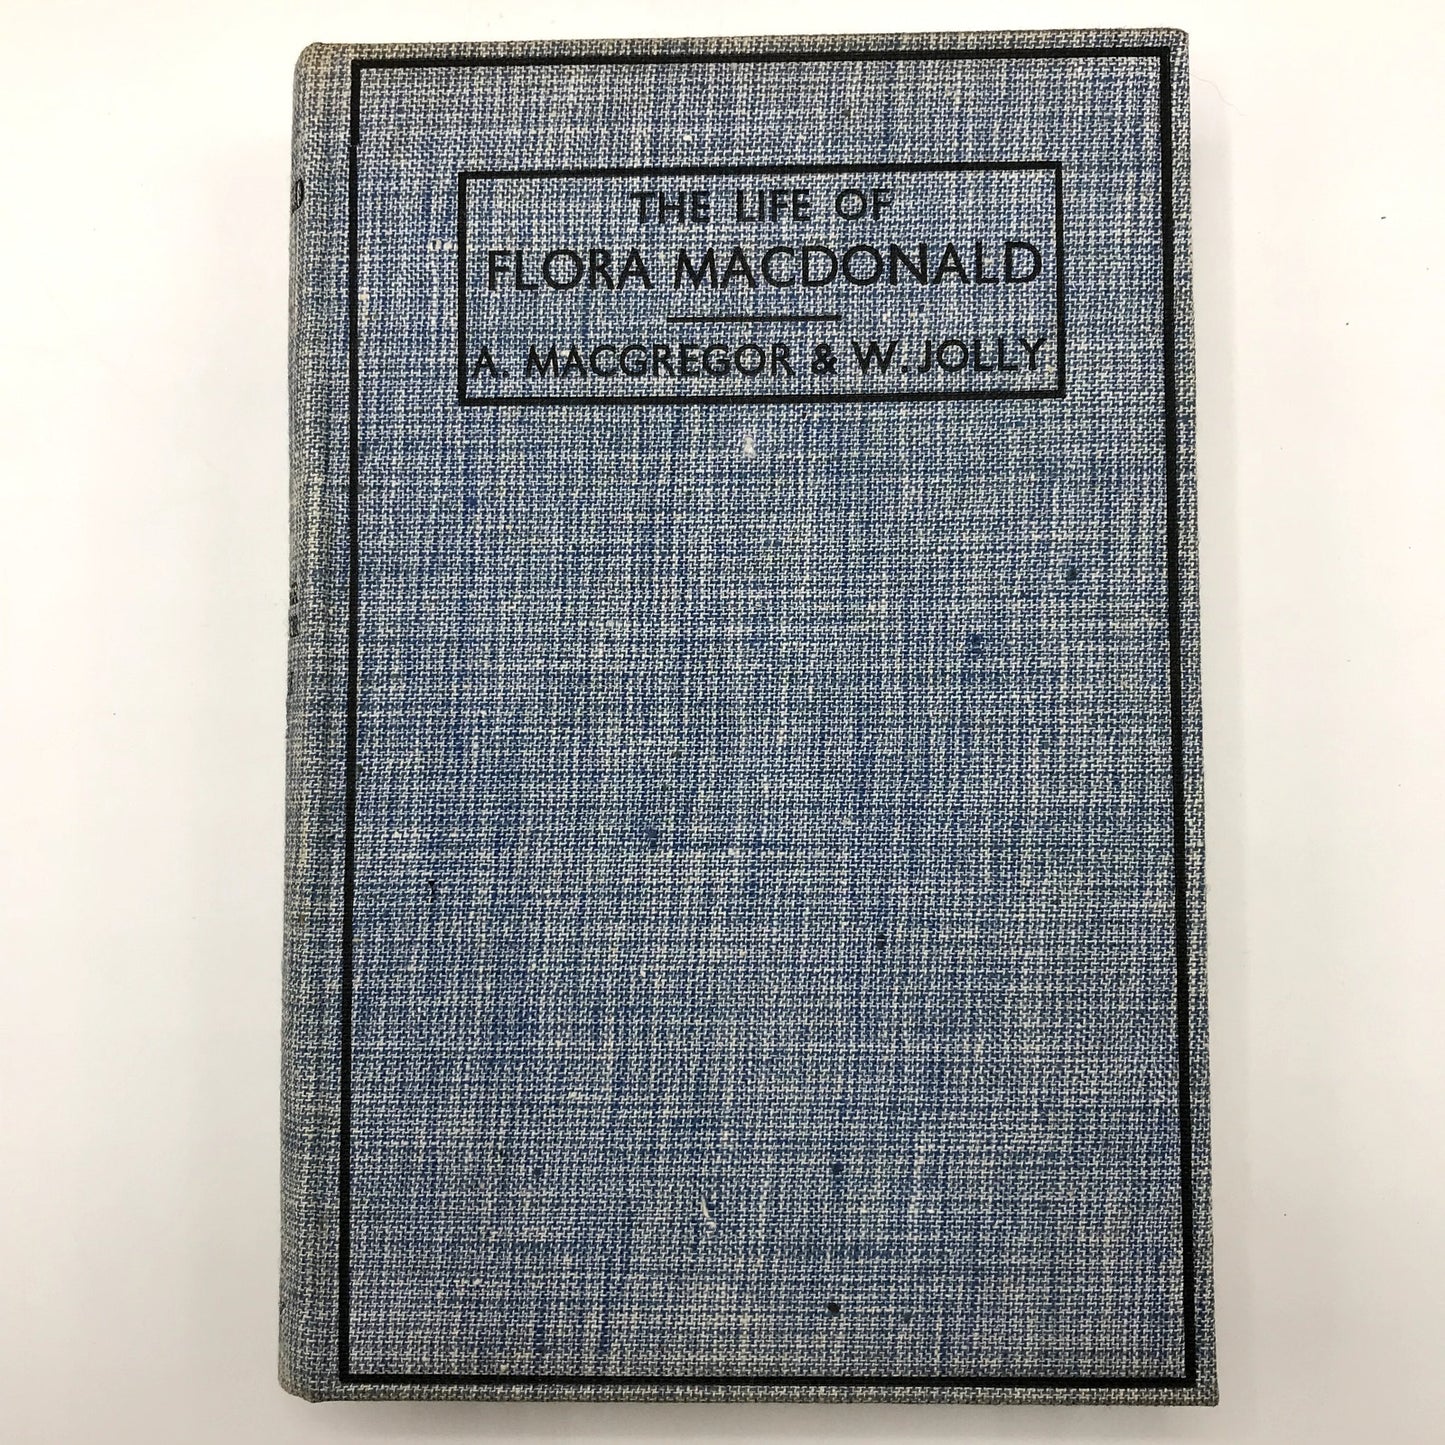 THE LIFE OF
FLORA MACDONALD
A. MACGREGOR & W. JOLLY